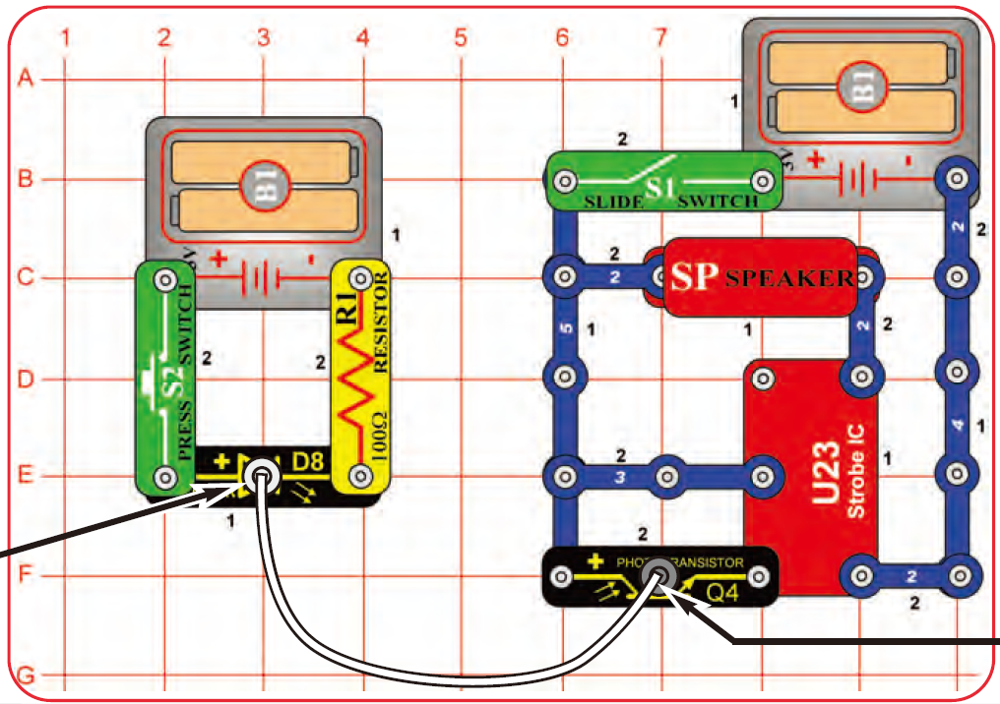 1 2 3 4 5 6 7
A
B
C
D
E
F
G
B1
3V
+ -
1
S2
PRESS SWITCH
2
R1
RESISTOR
100Ω
2
+ D8
1
B1
3V
+ -
1
2
S1
SLIDE SWITCH
2
2
2
2
SP SPEAKER
1
5
1
2
2
U23
Strobe IC
1
4
1
2
3
2
+ PHOTOTRANSISTOR
Q4
2
2